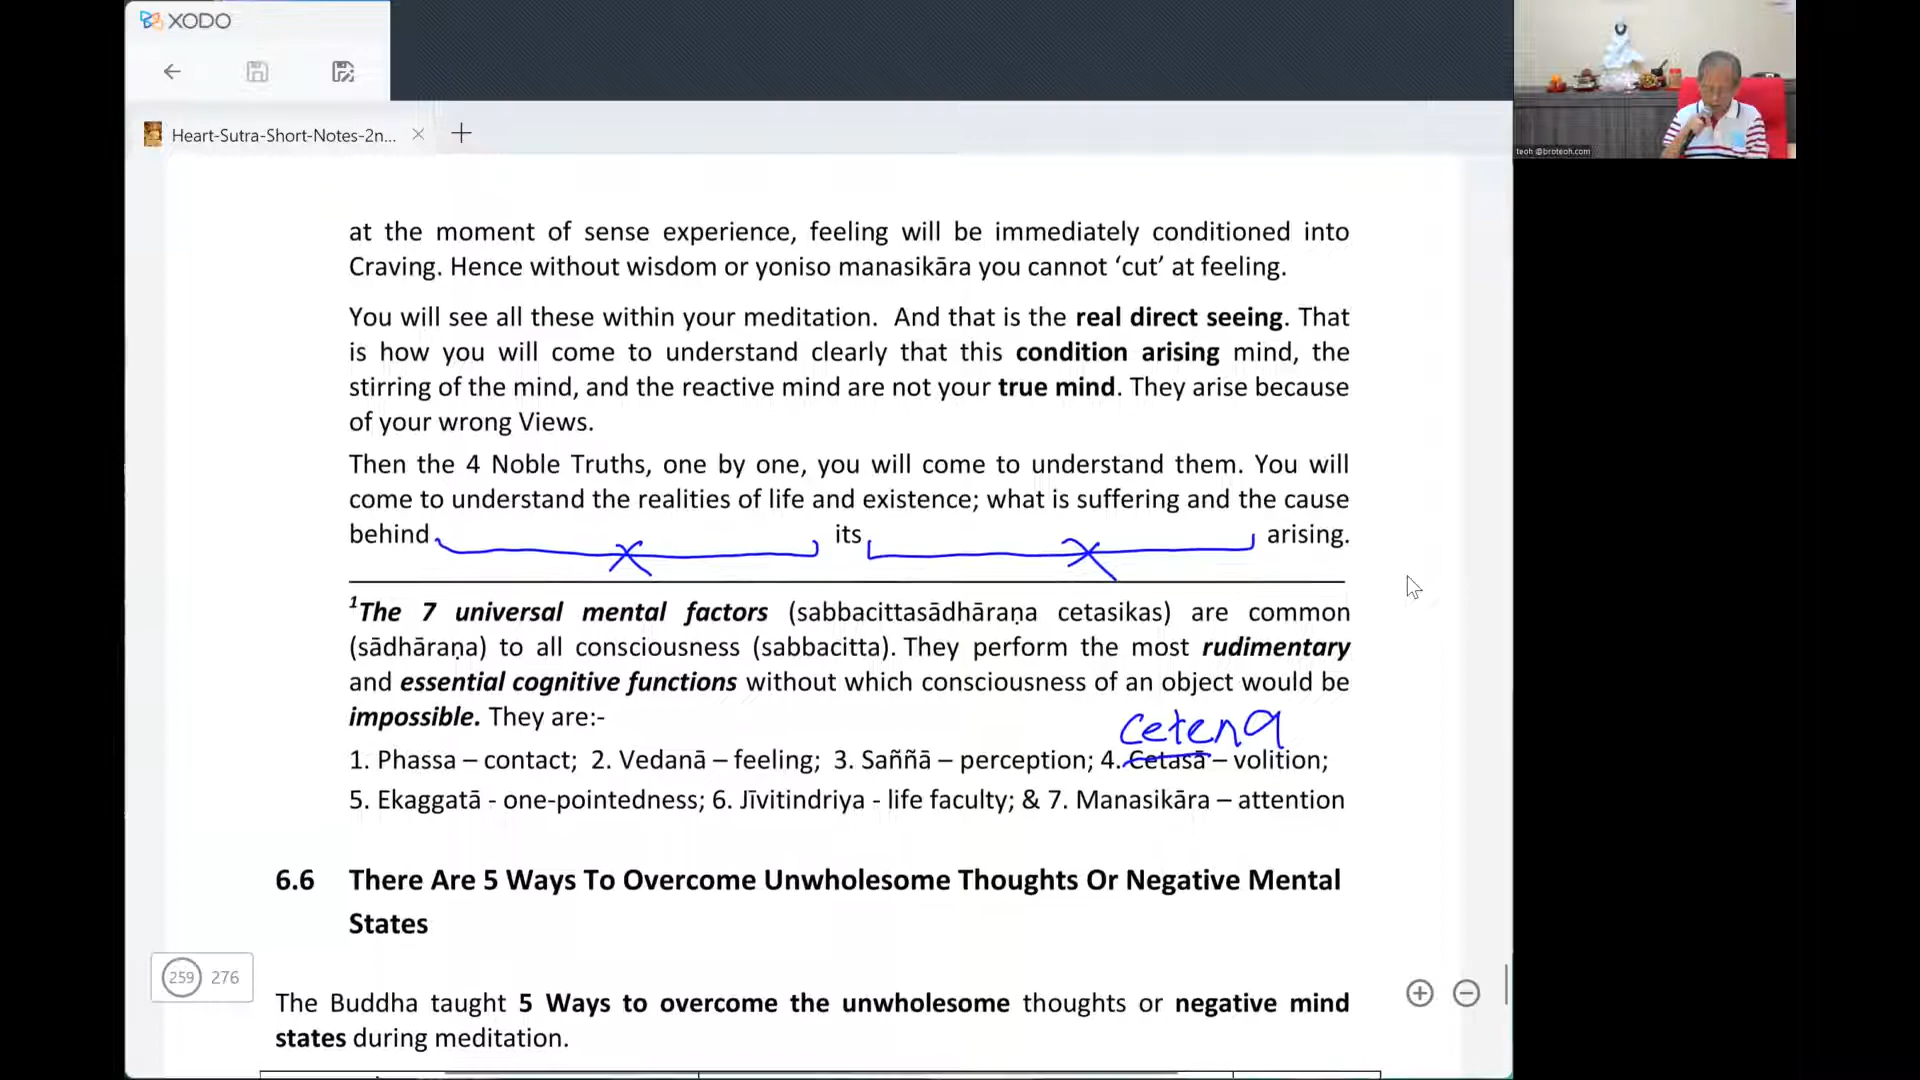 XODO
Heart-Sutra-Short-Notes-2n...
teoh @broteoh.com
at the moment of sense experience, feeling will be immediately conditioned into
Craving. Hence without wisdom or yoniso manasikāra you cannot ‘cut’ at feeling.
You will see all these within your meditation. And that is the real direct seeing. That
is how you will come to understand clearly that this condition arising mind, the
stirring of the mind, and the reactive mind are not your true mind. They arise because
of your wrong Views.
Then the 4 Noble Truths, one by one, you will come to understand them. You will
come to understand the realities of life and existence; what is suffering and the cause
behind its arising.
1The 7 universal mental factors (sabbacittasādhāraṇa cetasikas) are common
(sādhāraṇa) to all consciousness (sabbacitta). They perform the most rudimentary
and essential cognitive functions without which consciousness of an object would be
impossible. They are:-
cetena
1. Phassa – contact; 2. Vedanā – feeling; 3. Saññā – perception; 4. Cetasā – volition;
5. Ekaggatā - one-pointedness; 6. Jīvitindriya - life faculty; & 7. Manasikāra – attention
6.6 There Are 5 Ways To Overcome Unwholesome Thoughts Or Negative Mental
States
259 276
The Buddha taught 5 Ways to overcome the unwholesome thoughts or negative mind
states during meditation.